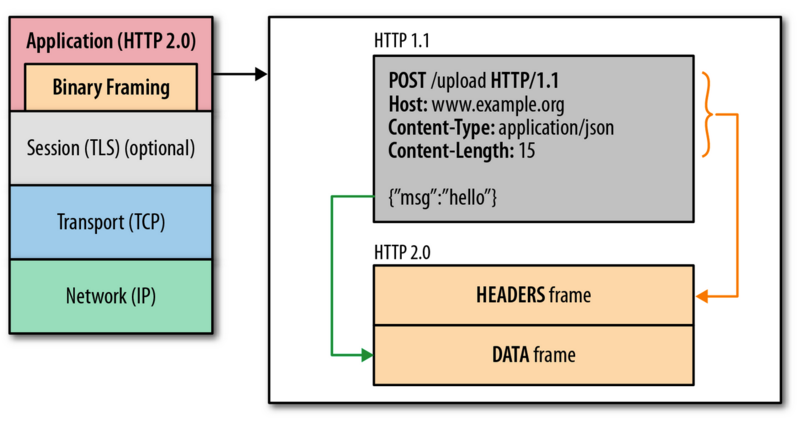 Application (HTTP 2.0)
Binary Framing
Session (TLS) (optional)
Transport (TCP)
Network (IP)
HTTP 1.1
POST /upload HTTP/1.1
Host: www.example.org
Content-Type: application/json
Content-Length: 15
{”msg”:”hello”}
HTTP 2.0
HEADERS frame
DATA frame